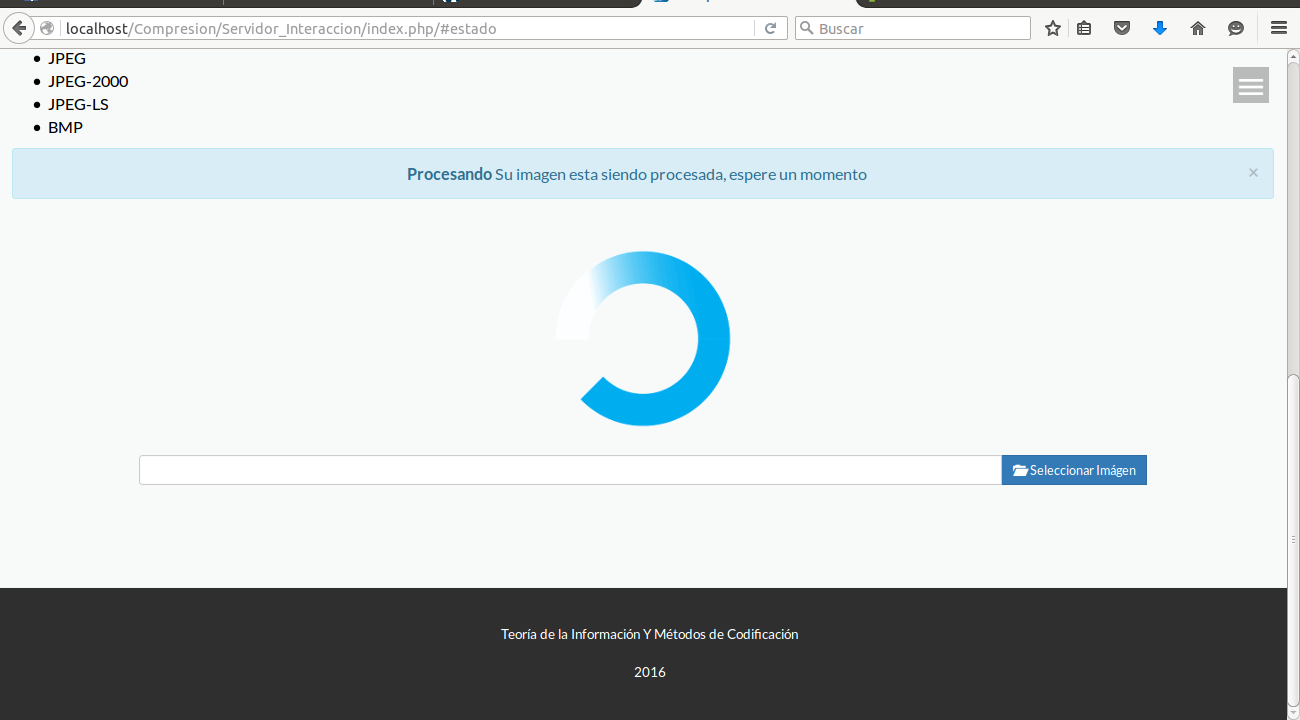 localhost/Compresion/Servidor_Interaccion/index.php/#estado
Buscar
• JPEG
• JPEG-2000
• JPEG-LS
• BMP
Procesando Su imagen esta siendo procesada, espere un momento ×
Seleccionar Imágen
Teoría de la Información Y Métodos de Codificación
2016